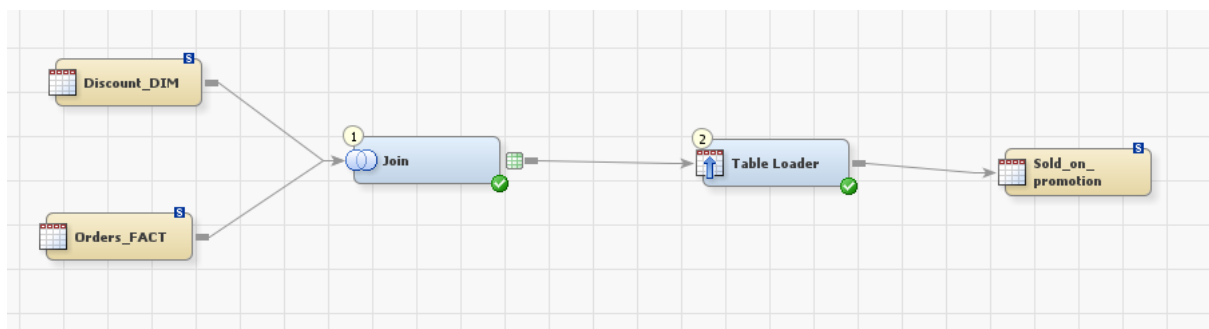 S
Discount_DIM
1
Join
2
Table Loader
S
Sold_on_
promotion
S
Orders_FACT